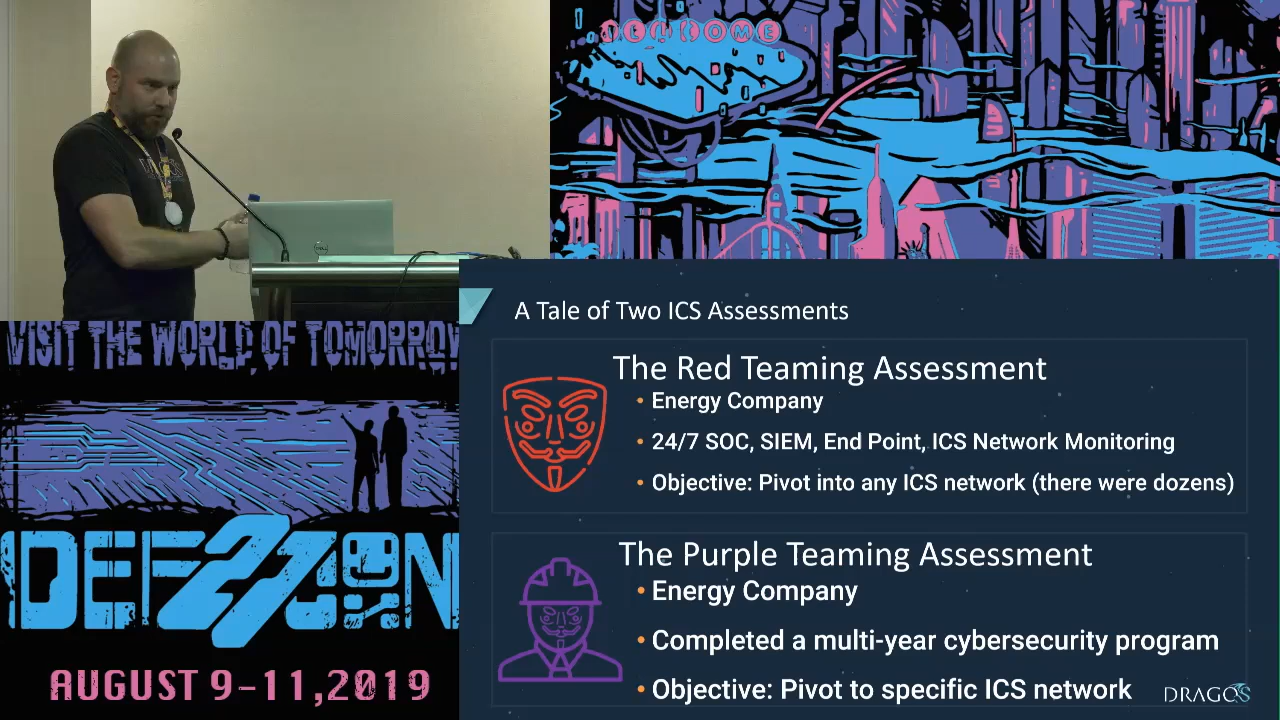 WELCOME
A Tale of Two ICS Assessments
The Red Teaming Assessment
• Energy Company
• 24/7 SOC, SIEM, End Point, ICS Network Monitoring
• Objective: Pivot into any ICS network (there were dozens)
The Purple Teaming Assessment
• Energy Company
• Completed a multi-year cybersecurity program
• Objective: Pivot to specific ICS network
DRAGOS
VISIT THE WORLD OF TOMORROW
DEF 27 CON
AUGUST 9-11, 2019